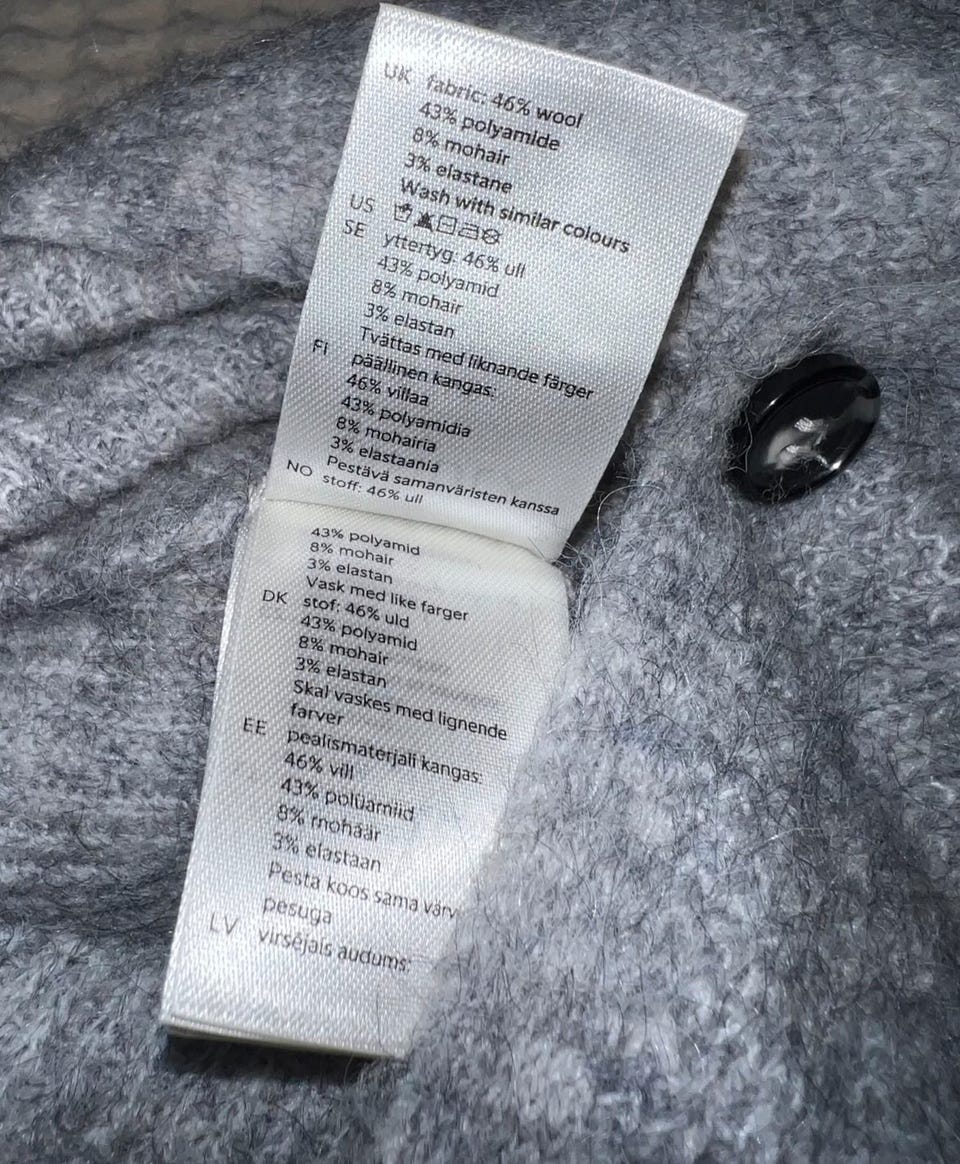 UK fabric: 46% wool
43% polyamide
8% mohair
3% elastane
Wash with similar colours
US
SE yttertyg: 46% ull
43% polyamid
8% mohair
3% elastan
Tvättas med liknande färger
FI päällinen kangas:
46% villaa
43% polyamidia
8% mohairia
3% elastaania
Pestävä samanväristen kanssa
NO stoff: 46% ull
43% polyamid
8% mohair
3% elastan
Vask med like farger
DK stof: 46% uld
43% polyamid
8% mohair
3% elastan
Skal vaskes med lignende
farver
EE pealismaterjali kangas:
46% vill
43% polüamiid
8% mohäär
3% elastaan
Pesta koos sama värvi
pesuga
LV virsējais audums: